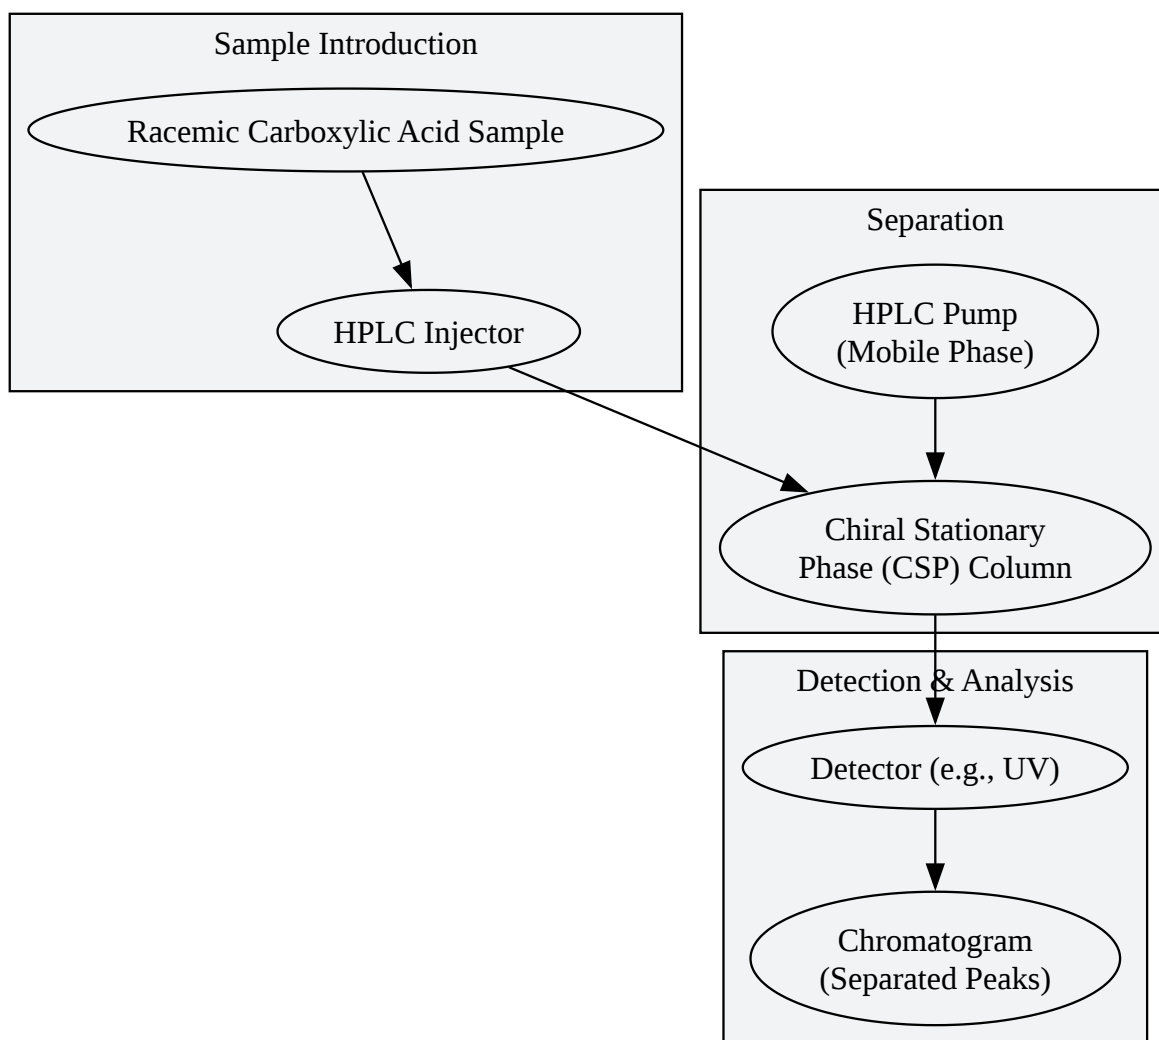 Sample Introduction
Racemic Carboxylic Acid Sample
HPLC Injector
Separation
HPLC Pump
(Mobile Phase)
Chiral Stationary
Phase (CSP) Column
Detection & Analysis
Detector (e.g., UV)
Chromatogram
(Separated Peaks)